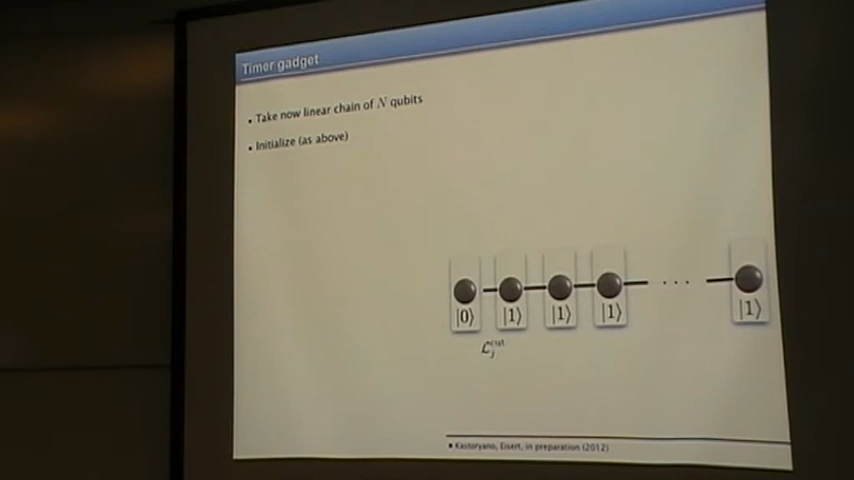 Timer gadget
• Take now linear chain of N qubits
• Initialize (as above)
. . .
|0⟩ |1⟩ |1⟩ |1⟩ |1⟩
• Kastoryano, Eisert, in preparation (2012)